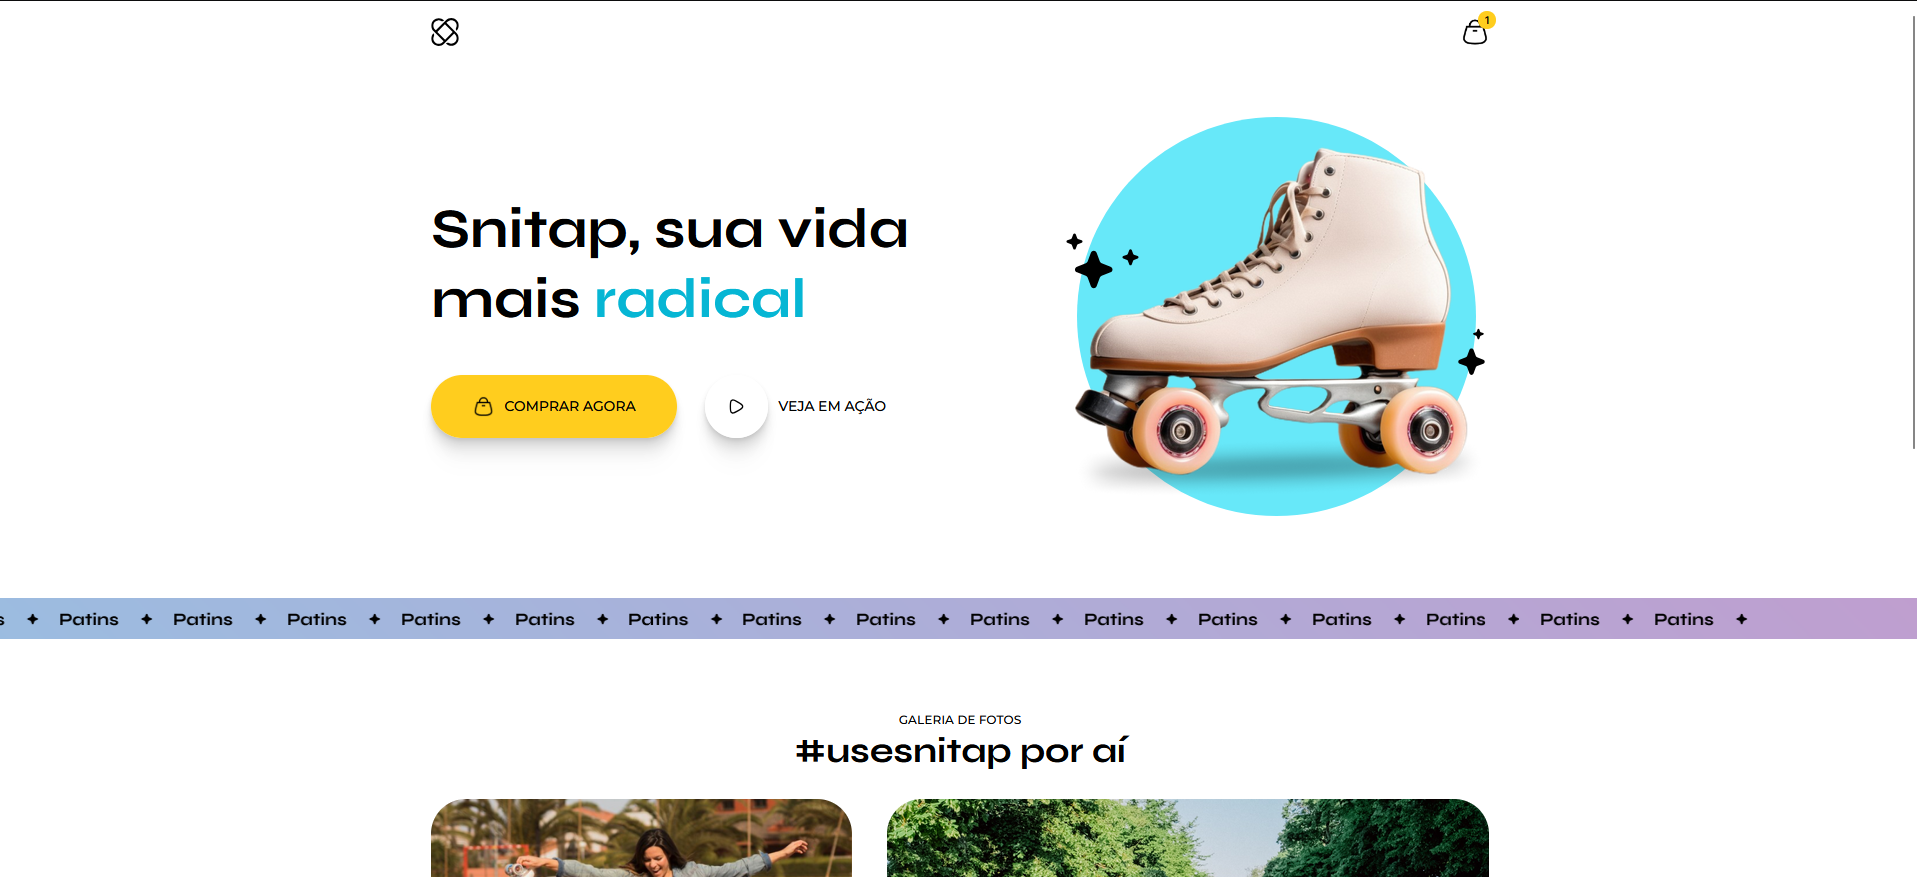 1
Snitap, sua vida
mais radical
COMPRAR AGORA
VEJA EM AÇÃO
Patins Patins Patins Patins Patins Patins Patins Patins Patins Patins Patins Patins Patins Patins Patins
GALERIA DE FOTOS
#usesnitap por aí